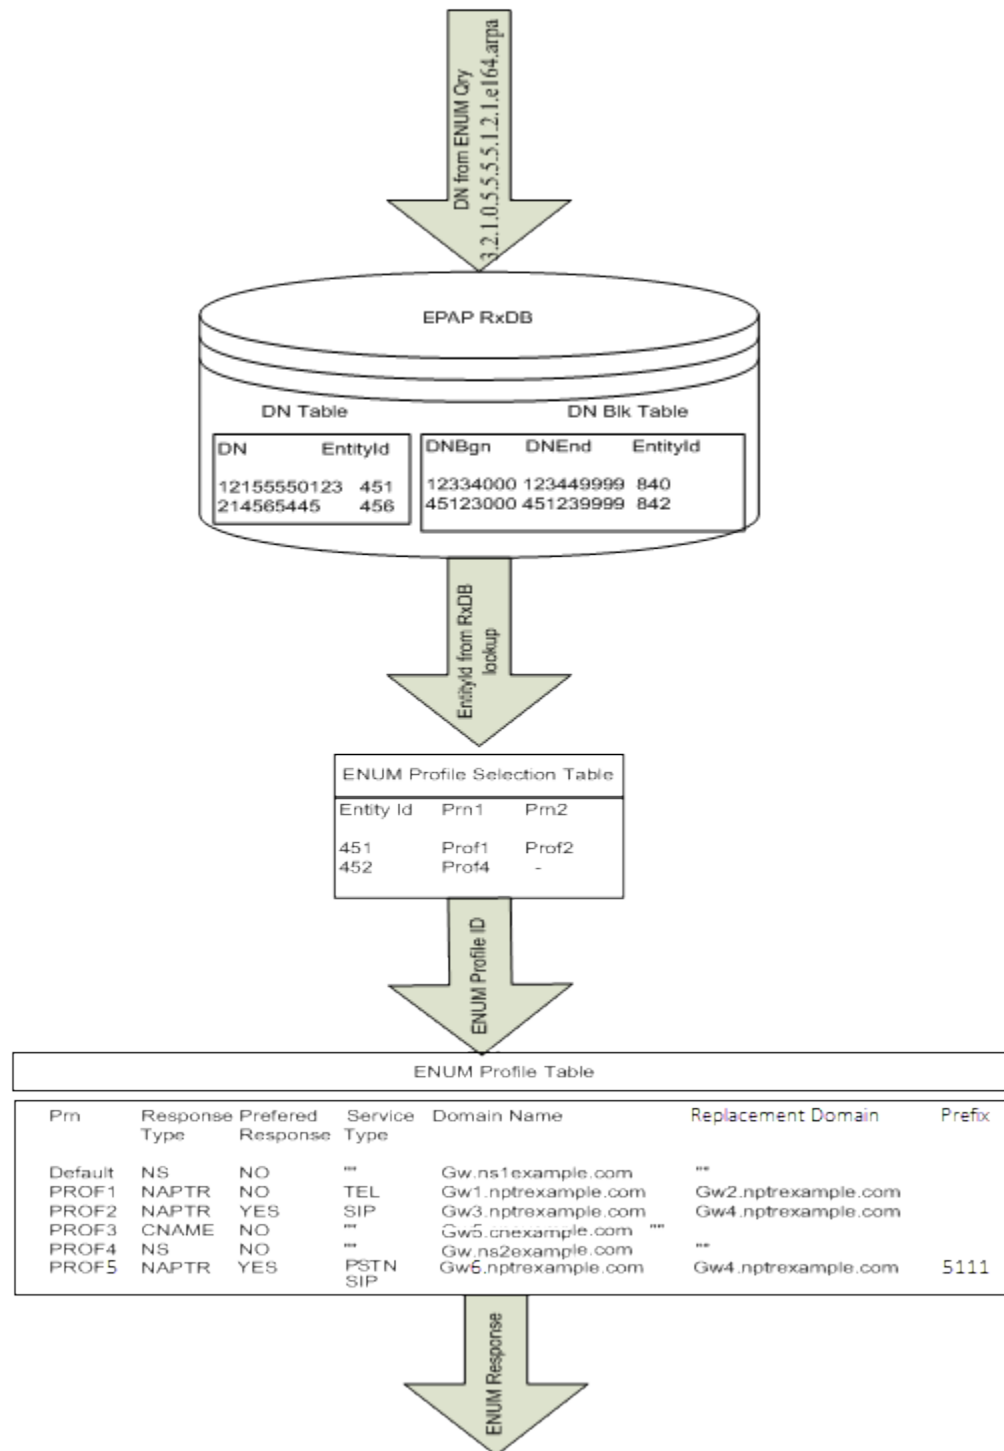 DN from ENUM Qry
3.2.1.0.5.5.5.5.1.2.1.e164.arpa
EPAP RxDB
DN Table
DN Blk Table
DN EntityId
12155550123 451
214565445 456
DNBgn DNEnd EntityId
12334000 123449999 840
45123000 451239999 842
EntityId from RxDB
lookup
ENUM Profile Selection Table
Entity Id Prn1 Prn2
451 Prof1 Prof2
452 Prof4 -
ENUM Profile ID
ENUM Profile Table
Prn Response Prefered Service Domain Name Replacement Domain Prefix
Type Response Type
Default NS NO "" Gw.ns1example.com ""
PROF1 NAPTR NO TEL Gw1.nptrexample.com Gw2.nptrexample.com
PROF2 NAPTR YES SIP Gw3.nptrexample.com Gw4.nptrexample.com
PROF3 CNAME NO "" Gw5.cnexample.com ""
PROF4 NS NO "" Gw.ns2example.com ""
PROF5 NAPTR YES PSTN Gw6.nptrexample.com Gw4.nptrexample.com 5111
SIP
ENUM Response